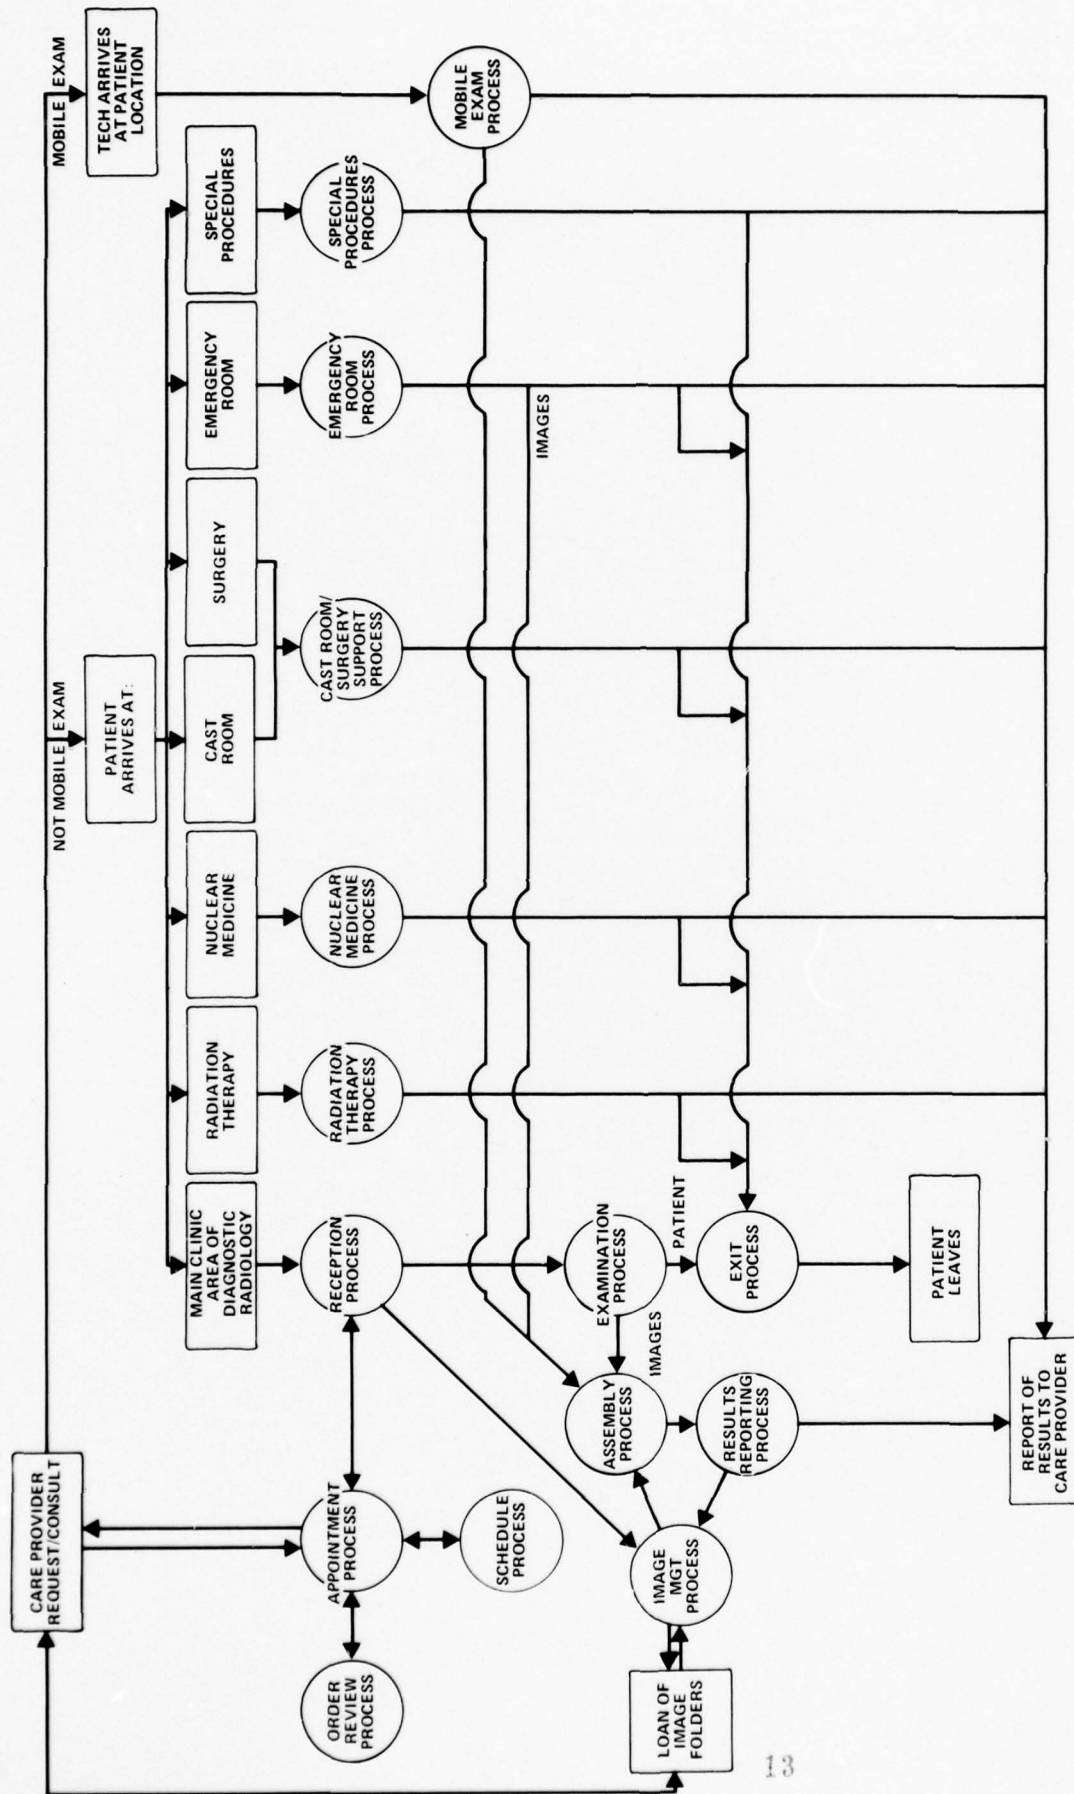 CARE PROVIDER
REQUEST/CONSULT
NOT MOBILE EXAM
MOBILE EXAM
PATIENT
ARRIVES AT:
TECH ARRIVES
AT PATIENT
LOCATION
MAIN CLINIC
AREA OF
DIAGNOSTIC
RADIOLOGY
RADIATION
THERAPY
NUCLEAR
MEDICINE
CAST
ROOM
SURGERY
EMERGENCY
ROOM
SPECIAL
PROCEDURES
ORDER
REVIEW
PROCESS
APPOINTMENT
PROCESS
RECEPTION
PROCESS
RADIATION
THERAPY
PROCESS
NUCLEAR
MEDICINE
PROCESS
CAST ROOM/
SURGERY
SUPPORT
PROCESS
EMERGENCY
ROOM
PROCESS
SPECIAL
PROCEDURES
PROCESS
MOBILE
EXAM
PROCESS
SCHEDULE
PROCESS
IMAGES
EXAMINATION
PROCESS
IMAGES
PATIENT
ASSEMBLY
PROCESS
LOAN OF
IMAGE
FOLDERS
IMAGE
MGT
PROCESS
RESULTS
REPORTING
PROCESS
EXIT
PROCESS
PATIENT
LEAVES
REPORT OF
RESULTS TO
CARE PROVIDER
13